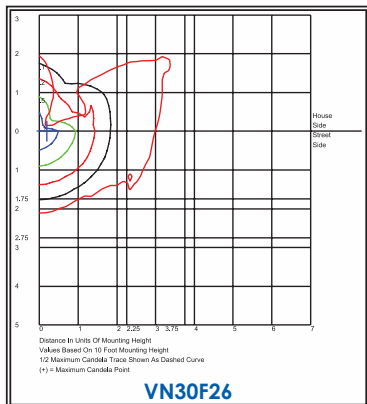 3
2
1
House
Side
0
Street
Side
1
1.75
2
2.75
3
4
5
0 1 2 2.25 3 3.75 4 5 6 7
Distance In Units Of Mounting Height
Values Based On 10 Foot Mounting Height
1/2 Maximum Candela Trace Shown As Dashed Curve
(+) = Maximum Candela Point
VN30F26